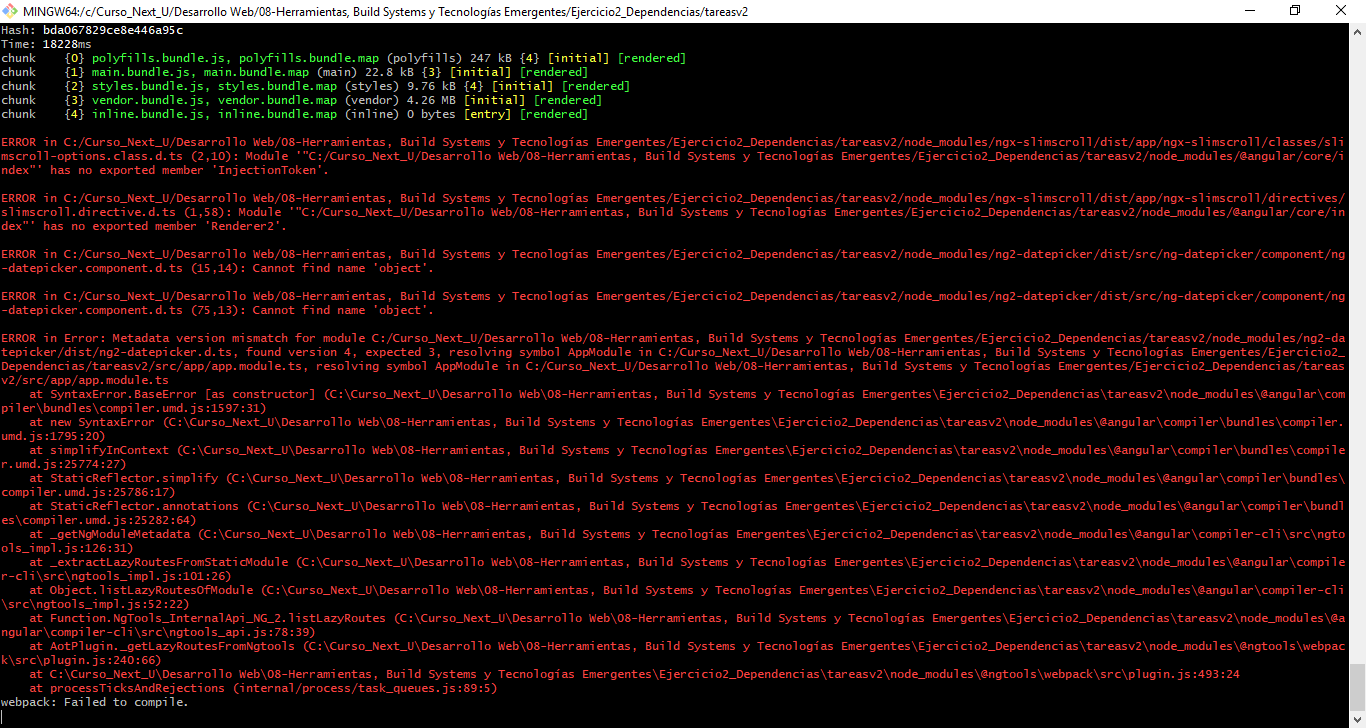 MINGW64:/c/Curso_Next_U/Desarrollo Web/08-Herramientas, Build Systems y Tecnologías Emergentes/Ejercicio2_Dependencias/tareasv2
Hash: bda067829ce8e446a95c
Time: 18228ms
chunk    {0} polyfills.bundle.js, polyfills.bundle.map (polyfills) 247 kB {4} [initial] [rendered]
chunk    {1} main.bundle.js, main.bundle.map (main) 22.8 kB {3} [initial] [rendered]
chunk    {2} styles.bundle.js, styles.bundle.map (styles) 9.76 kB {4} [initial] [rendered]
chunk    {3} vendor.bundle.js, vendor.bundle.map (vendor) 4.26 MB [initial] [rendered]
chunk    {4} inline.bundle.js, inline.bundle.map (inline) 0 bytes [entry] [rendered]
ERROR in C:/Curso_Next_U/Desarrollo Web/08-Herramientas, Build Systems y Tecnologías Emergentes/Ejercicio2_Dependencias/tareasv2/node_modules/ngx-slimscroll/dist/app/ngx-slimscroll/classes/sli
mscroll-options.class.d.ts (2,10): Module '"C:/Curso_Next_U/Desarrollo Web/08-Herramientas, Build Systems y Tecnologías Emergentes/Ejercicio2_Dependencias/tareasv2/node_modules/@angular/core/i
ndex"' has no exported member 'InjectionToken'.
ERROR in C:/Curso_Next_U/Desarrollo Web/08-Herramientas, Build Systems y Tecnologías Emergentes/Ejercicio2_Dependencias/tareasv2/node_modules/ngx-slimscroll/dist/app/ngx-slimscroll/directives/
slimscroll.directive.d.ts (1,58): Module '"C:/Curso_Next_U/Desarrollo Web/08-Herramientas, Build Systems y Tecnologías Emergentes/Ejercicio2_Dependencias/tareasv2/node_modules/@angular/core/in
dex"' has no exported member 'Renderer2'.
ERROR in C:/Curso_Next_U/Desarrollo Web/08-Herramientas, Build Systems y Tecnologías Emergentes/Ejercicio2_Dependencias/tareasv2/node_modules/ng2-datepicker/dist/src/ng-datepicker/component/ng
-datepicker.component.d.ts (15,14): Cannot find name 'object'.
ERROR in C:/Curso_Next_U/Desarrollo Web/08-Herramientas, Build Systems y Tecnologías Emergentes/Ejercicio2_Dependencias/tareasv2/node_modules/ng2-datepicker/dist/src/ng-datepicker/component/ng
-datepicker.component.d.ts (75,13): Cannot find name 'object'.
ERROR in Error: Metadata version mismatch for module C:/Curso_Next_U/Desarrollo Web/08-Herramientas, Build Systems y Tecnologías Emergentes/Ejercicio2_Dependencias/tareasv2/node_modules/ng2-da
tepicker/dist/ng2-datepicker.d.ts, found version 4, expected 3, resolving symbol AppModule in C:/Curso_Next_U/Desarrollo Web/08-Herramientas, Build Systems y Tecnologías Emergentes/Ejercicio2_
Dependencias/tareasv2/src/app/app.module.ts, resolving symbol AppModule in C:/Curso_Next_U/Desarrollo Web/08-Herramientas, Build Systems y Tecnologías Emergentes/Ejercicio2_Dependencias/tareas
v2/src/app/app.module.ts
    at SyntaxError.BaseError [as constructor] (C:\Curso_Next_U\Desarrollo Web\08-Herramientas, Build Systems y Tecnologías Emergentes\Ejercicio2_Dependencias\tareasv2\node_modules\@angular\com
piler\bundles\compiler.umd.js:1597:31)
    at new SyntaxError (C:\Curso_Next_U\Desarrollo Web\08-Herramientas, Build Systems y Tecnologías Emergentes\Ejercicio2_Dependencias\tareasv2\node_modules\@angular\compiler\bundles\compiler.
umd.js:1795:20)
    at simplifyInContext (C:\Curso_Next_U\Desarrollo Web\08-Herramientas, Build Systems y Tecnologías Emergentes\Ejercicio2_Dependencias\tareasv2\node_modules\@angular\compiler\bundles\compile
r.umd.js:25774:27)
    at StaticReflector.simplify (C:\Curso_Next_U\Desarrollo Web\08-Herramientas, Build Systems y Tecnologías Emergentes\Ejercicio2_Dependencias\tareasv2\node_modules\@angular\compiler\bundles\
compiler.umd.js:25786:17)
    at StaticReflector.annotations (C:\Curso_Next_U\Desarrollo Web\08-Herramientas, Build Systems y Tecnologías Emergentes\Ejercicio2_Dependencias\tareasv2\node_modules\@angular\compiler\bundl
es\compiler.umd.js:25282:64)
    at _getNgModuleMetadata (C:\Curso_Next_U\Desarrollo Web\08-Herramientas, Build Systems y Tecnologías Emergentes\Ejercicio2_Dependencias\tareasv2\node_modules\@angular\compiler-cli\src\ngto
ols_impl.js:126:31)
    at _extractLazyRoutesFromStaticModule (C:\Curso_Next_U\Desarrollo Web\08-Herramientas, Build Systems y Tecnologías Emergentes\Ejercicio2_Dependencias\tareasv2\node_modules\@angular\compile
r-cli\src\ngtools_impl.js:101:26)
    at Object.listLazyRoutesOfModule (C:\Curso_Next_U\Desarrollo Web\08-Herramientas, Build Systems y Tecnologías Emergentes\Ejercicio2_Dependencias\tareasv2\node_modules\@angular\compiler-cli
\src\ngtools_impl.js:52:22)
    at Function.NgTools_InternalApi_NG_2.listLazyRoutes (C:\Curso_Next_U\Desarrollo Web\08-Herramientas, Build Systems y Tecnologías Emergentes\Ejercicio2_Dependencias\tareasv2\node_modules\@a
ngular\compiler-cli\src\ngtools_api.js:78:39)
    at AotPlugin._getLazyRoutesFromNgtools (C:\Curso_Next_U\Desarrollo Web\08-Herramientas, Build Systems y Tecnologías Emergentes\Ejercicio2_Dependencias\tareasv2\node_modules\@ngtools\webpac
k\src\plugin.js:240:66)
    at C:\Curso_Next_U\Desarrollo Web\08-Herramientas, Build Systems y Tecnologías Emergentes\Ejercicio2_Dependencias\tareasv2\node_modules\@ngtools\webpack\src\plugin.js:493:24
    at processTicksAndRejections (internal/process/task_queues.js:89:5)
webpack: Failed to compile.